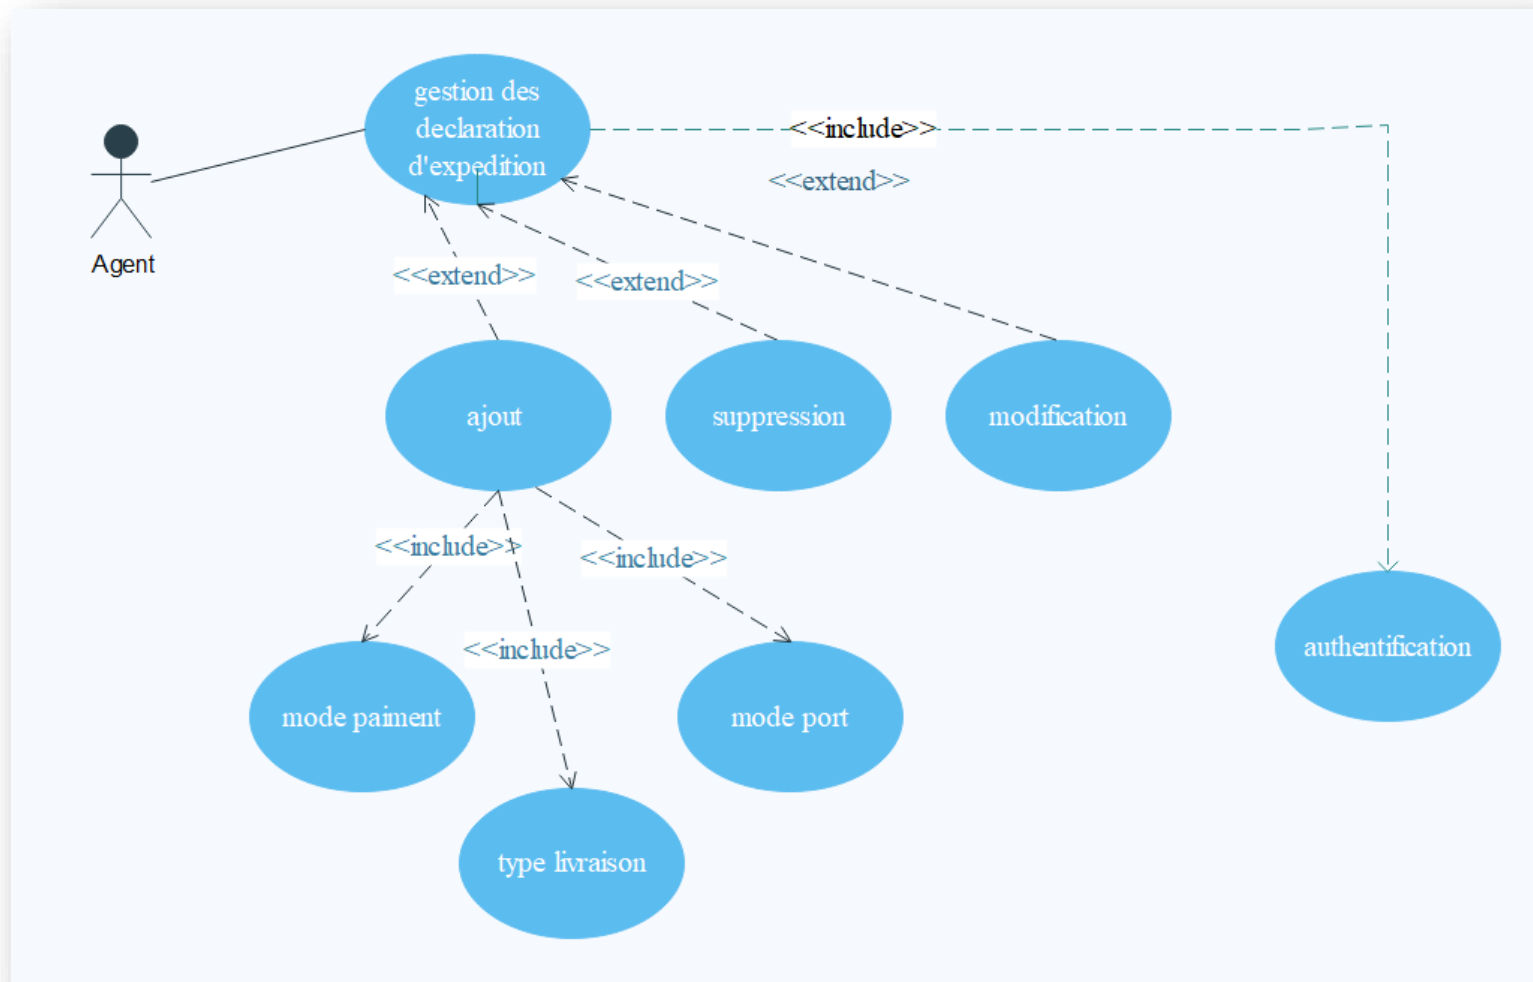 gestion des
declaration
d'expedition
<<include>>
<<extend>>
Agent
<<extend>>
<<extend>>
ajout
suppression
modification
<<include>>
<<include>>
<<include>>
authentification
mode paiment
mode port
type livraison